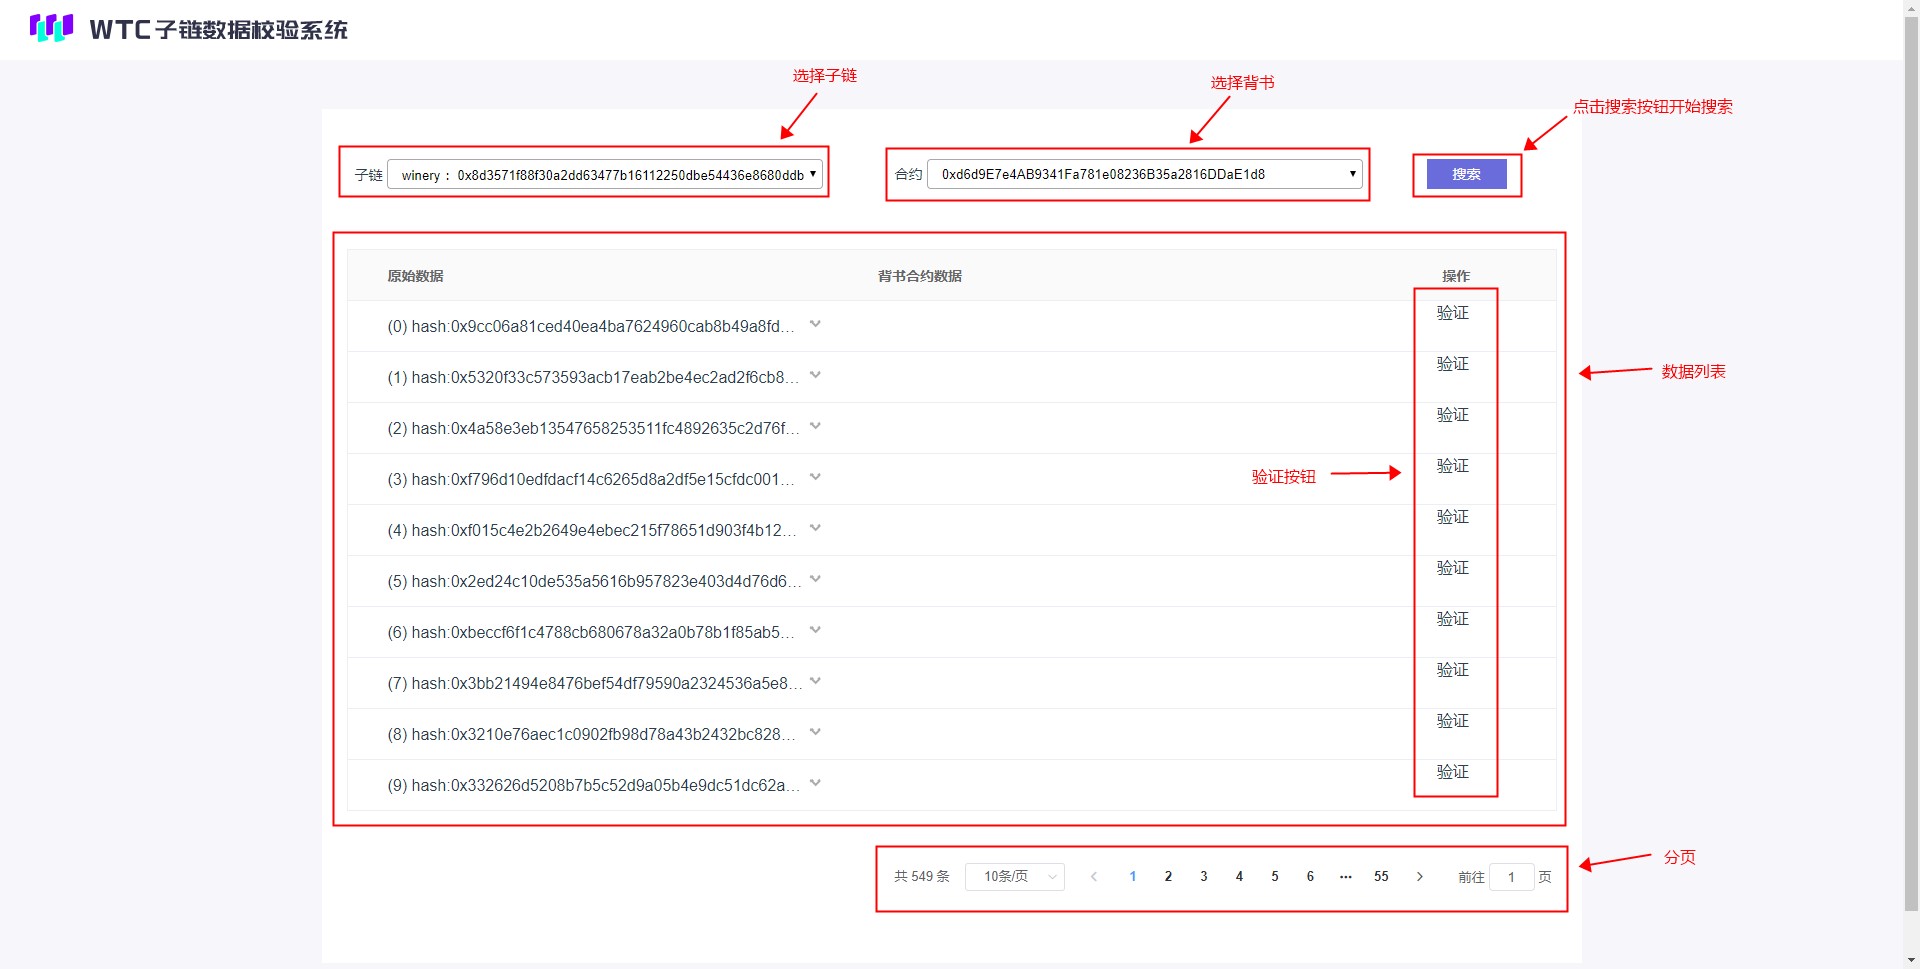 WTC子链数据校验系统
选择子链
选择背书
点击搜索按钮开始搜索
子链 winery : 0x8d3571f88f30a2dd63477b16112250dbe54436e8680ddb
合约 0xd6d9E7e4AB9341Fa781e08236B35a2816DDaE1d8
搜索
原始数据 背书合约数据 操作
(0) hash:0x9cc06a81ced40ea4ba7624960cab8b49a8fd... 验证
(1) hash:0x5320f33c573593acb17eab2be4ec2ad2f6cb8... 验证
数据列表
(2) hash:0x4a58e3eb13547658253511fc4892635c2d76f... 验证
(3) hash:0xf796d10edfdacf14c6265d8a2df5e15cfdc001... 验证
验证按钮
(4) hash:0xf015c4e2b2649e4ebec215f78651d903f4b12... 验证
(5) hash:0x2ed24c10de535a5616b957823e403d4d76d6... 验证
(6) hash:0xbeccf6f1c4788cb680678a32a0b78b1f85ab5... 验证
(7) hash:0x3bb21494e8476bef54df79590a2324536a5e8... 验证
(8) hash:0x3210e76aec1c0902fb98d78a43b2432bc828... 验证
(9) hash:0x332626d5208b7b5c52d9a05b4e9dc51dc62a... 验证
分页
共 549 条 10条/页 1 2 3 4 5 6 ... 55 前往 1 页